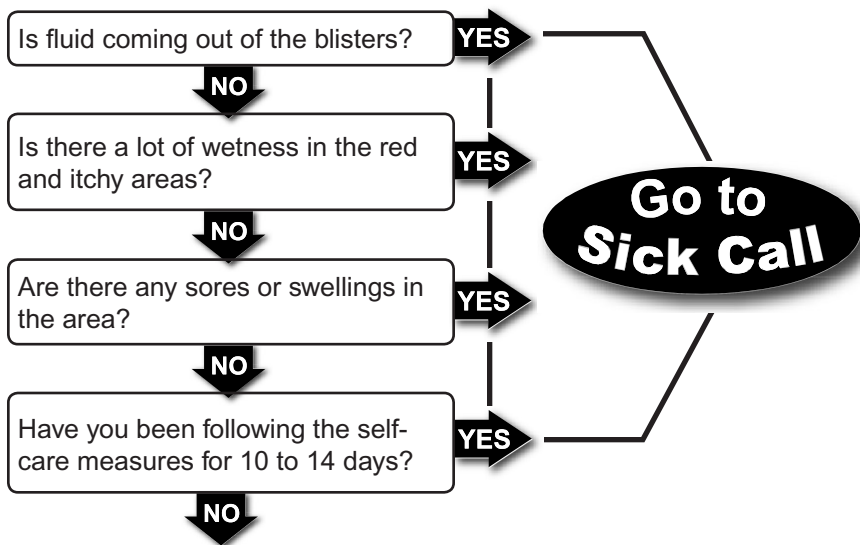 Is fluid coming out of the blisters?
YES
NO
Is there a lot of wetness in the red
and itchy areas?
YES
NO
Are there any sores or swellings in
the area?
YES
NO
Have you been following the self-
care measures for 10 to 14 days?
YES
NO
Go to
Sick Call